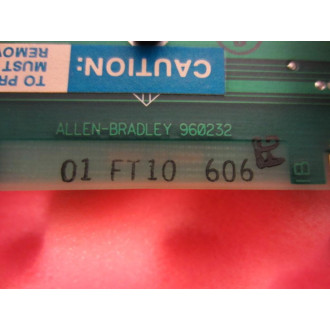 TO PR
MUST
REMOV
CAUTION:
ALLEN-BRADLEY 960232
01 FT10 606 R
B